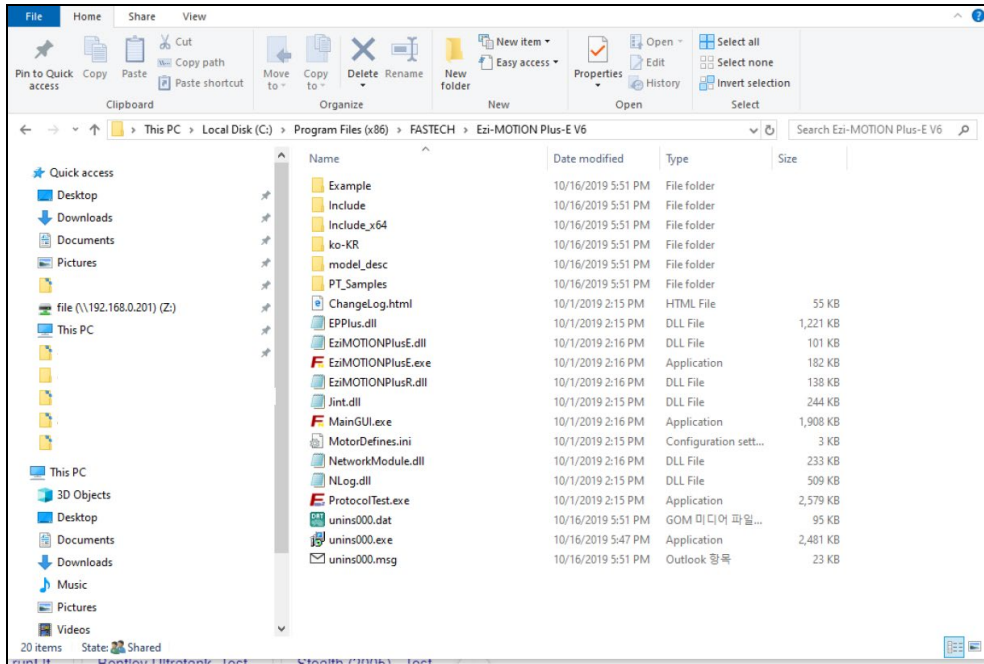 File Home Share View
Pin to Quick access
Copy
Paste
Cut
Copy path
Paste shortcut
Clipboard
Move to
Copy to
Delete
Rename
Organize
New folder
New item
Easy access
New
Properties
Open
Edit
History
Open
Select all
Select none
Invert selection
Select
This PC > Local Disk (C:) > Program Files (x86) > FASTECH > Ezi-MOTION Plus-E V6
Search Ezi-MOTION Plus-E V6
Quick access
Desktop
Downloads
Documents
Pictures
file (\\192.168.0.201) (Z:)
This PC
This PC
3D Objects
Desktop
Documents
Downloads
Music
Pictures
Videos
Name Date modified Type Size
Example 10/16/2019 5:51 PM File folder
Include 10/16/2019 5:51 PM File folder
Include_x64 10/16/2019 5:51 PM File folder
ko-KR 10/16/2019 5:51 PM File folder
model_desc 10/16/2019 5:51 PM File folder
PT_Samples 10/16/2019 5:51 PM File folder
ChangeLog.html 10/1/2019 2:15 PM HTML File 55 KB
EPPlus.dll 10/1/2019 2:15 PM DLL File 1,221 KB
EziMOTIONPlusE.dll 10/1/2019 2:16 PM DLL File 101 KB
EziMOTIONPlusE.exe 10/1/2019 2:16 PM Application 182 KB
EziMOTIONPlusR.dll 10/1/2019 2:16 PM DLL File 138 KB
Jint.dll 10/1/2019 2:15 PM DLL File 244 KB
MainGUI.exe 10/1/2019 2:16 PM Application 1,908 KB
MotorDefines.ini 10/1/2019 2:15 PM Configuration sett... 3 KB
NetworkModule.dll 10/1/2019 2:16 PM DLL File 233 KB
NLog.dll 10/1/2019 2:15 PM DLL File 509 KB
ProtocolTest.exe 10/1/2019 2:15 PM Application 2,579 KB
unins000.dat 10/16/2019 5:51 PM GOM 미디어 파일... 95 KB
unins000.exe 10/16/2019 5:47 PM Application 2,481 KB
unins000.msg 10/16/2019 5:51 PM Outlook 항목 23 KB
20 items State: Shared